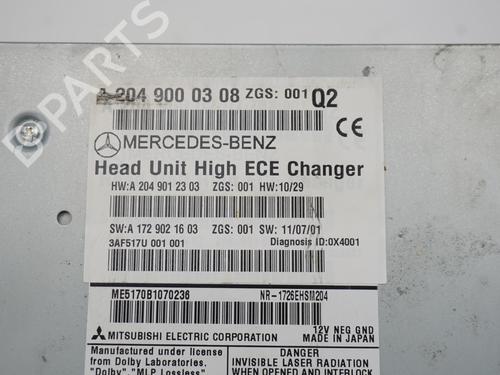 A 204 900 03 08 ZGS: 001 Q2
MERCEDES-BENZ CE
Head Unit High ECE Changer
HW:A 204 901 23 03 ZGS: 001 HW:10/29
SW:A 172 902 16 03 ZGS: 001 SW: 11/07/01
3AF517U 001 001 Diagnosis ID:0X4001
ME5170B1070236 NR-1726EHSM204
MITSUBISHI ELECTRIC CORPORATION
12V NEG GND
MADE IN JAPAN
Manufactured under license
from Dolby Laboratories.
"Dolby", "MLP Lossless",
DANGER
INVISIBLE LASER RADIATION
WHEN OPENED AND INTERLOCK
B-PARTS